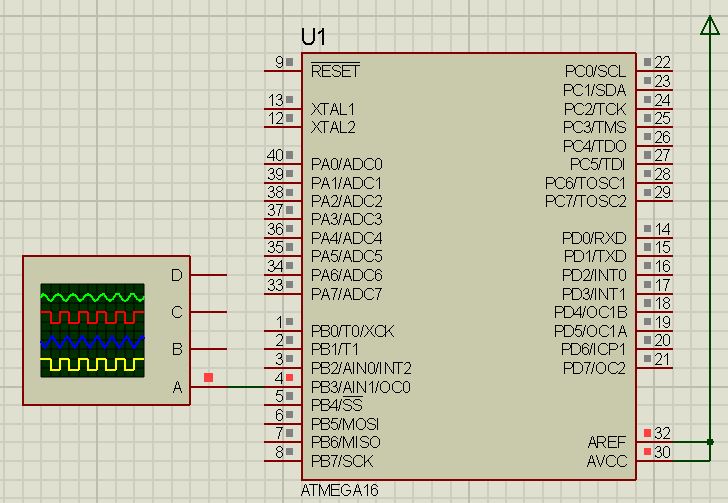 U1
9 RESET PC0/SCL 22
PC1/SDA 23
13 XTAL1 PC2/TCK 24
12 XTAL2 PC3/TMS 25
PC4/TDO 26
40 PA0/ADC0 PC5/TDI 27
39 PA1/ADC1 PC6/TOSC1 28
38 PA2/ADC2 PC7/TOSC2 29
37 PA3/ADC3
36 PA4/ADC4 PD0/RXD 14
35 PA5/ADC5 PD1/TXD 15
34 PA6/ADC6 PD2/INT0 16
33 PA7/ADC7 PD3/INT1 17
PD4/OC1B 18
1 PB0/T0/XCK PD5/OC1A 19
2 PB1/T1 PD6/ICP1 20
3 PB2/AIN0/INT2 PD7/OC2 21
4 PB3/AIN1/OC0
5 PB4/SS
6 PB5/MOSI
7 PB6/MISO AREF 32
8 PB7/SCK AVCC 30
ATMEGA16
D
C
B
A